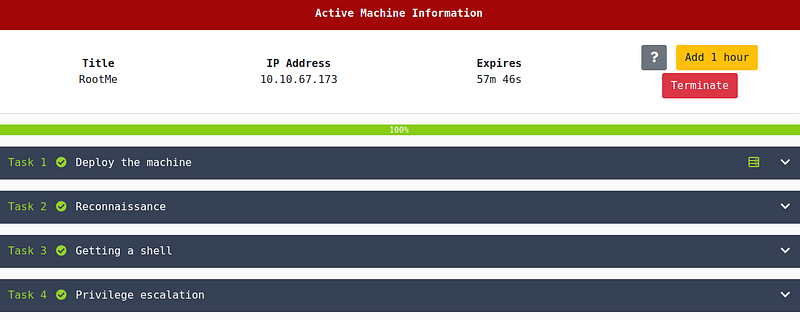 Active Machine Information
Title IP Address Expires ? Add 1 hour
RootMe 10.10.67.173 57m 46s Terminate
100%
Task 1 Deploy the machine
Task 2 Reconnaissance
Task 3 Getting a shell
Task 4 Privilege escalation